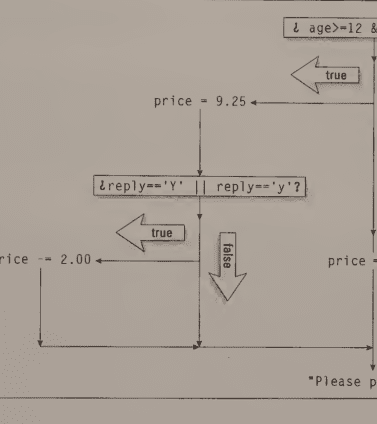 ¿ age>=12 &
true
price = 9.25
¿reply=='Y' || reply=='y'?
true
false
rice -= 2.00
price =
"Please p